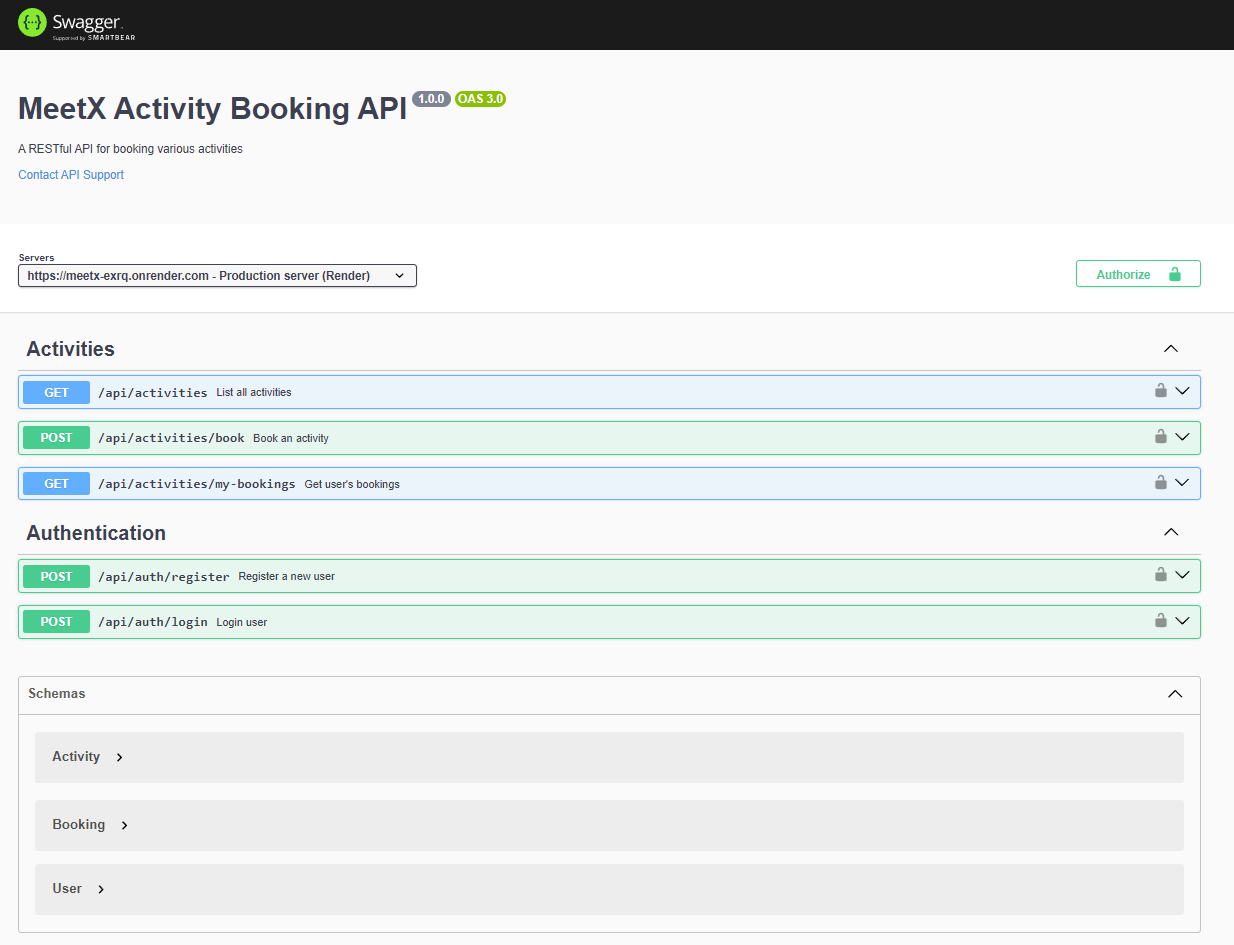 Swagger.
Supported by SMARTBEAR
MeetX Activity Booking API 1.0.0 OAS 3.0
A RESTful API for booking various activities
Contact API Support
Servers
https://meetx-exrq.onrender.com - Production server (Render)
Authorize
Activities
GET /api/activities List all activities
POST /api/activities/book Book an activity
GET /api/activities/my-bookings Get user's bookings
Authentication
POST /api/auth/register Register a new user
POST /api/auth/login Login user
Schemas
Activity
Booking
User